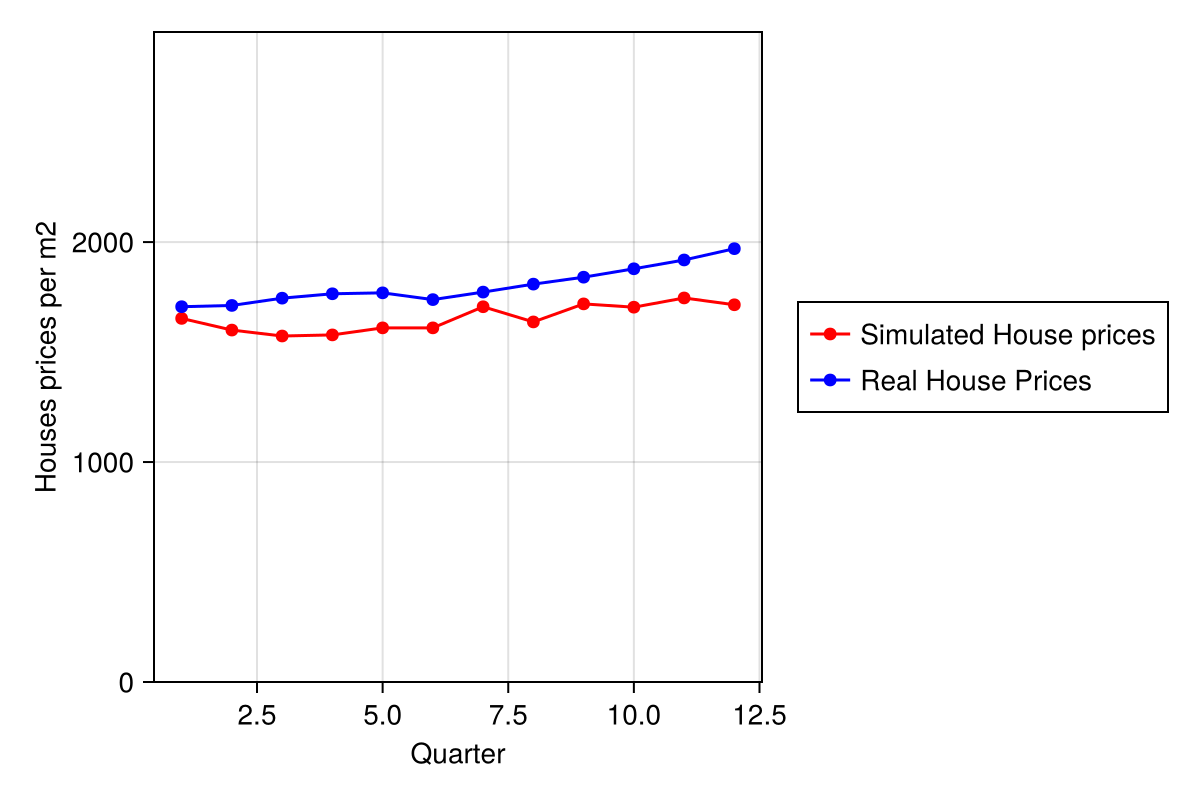 Houses prices per m2
2000
1000
0
2.5 5.0 7.5 10.0 12.5
Quarter
Simulated House prices
Real House Prices